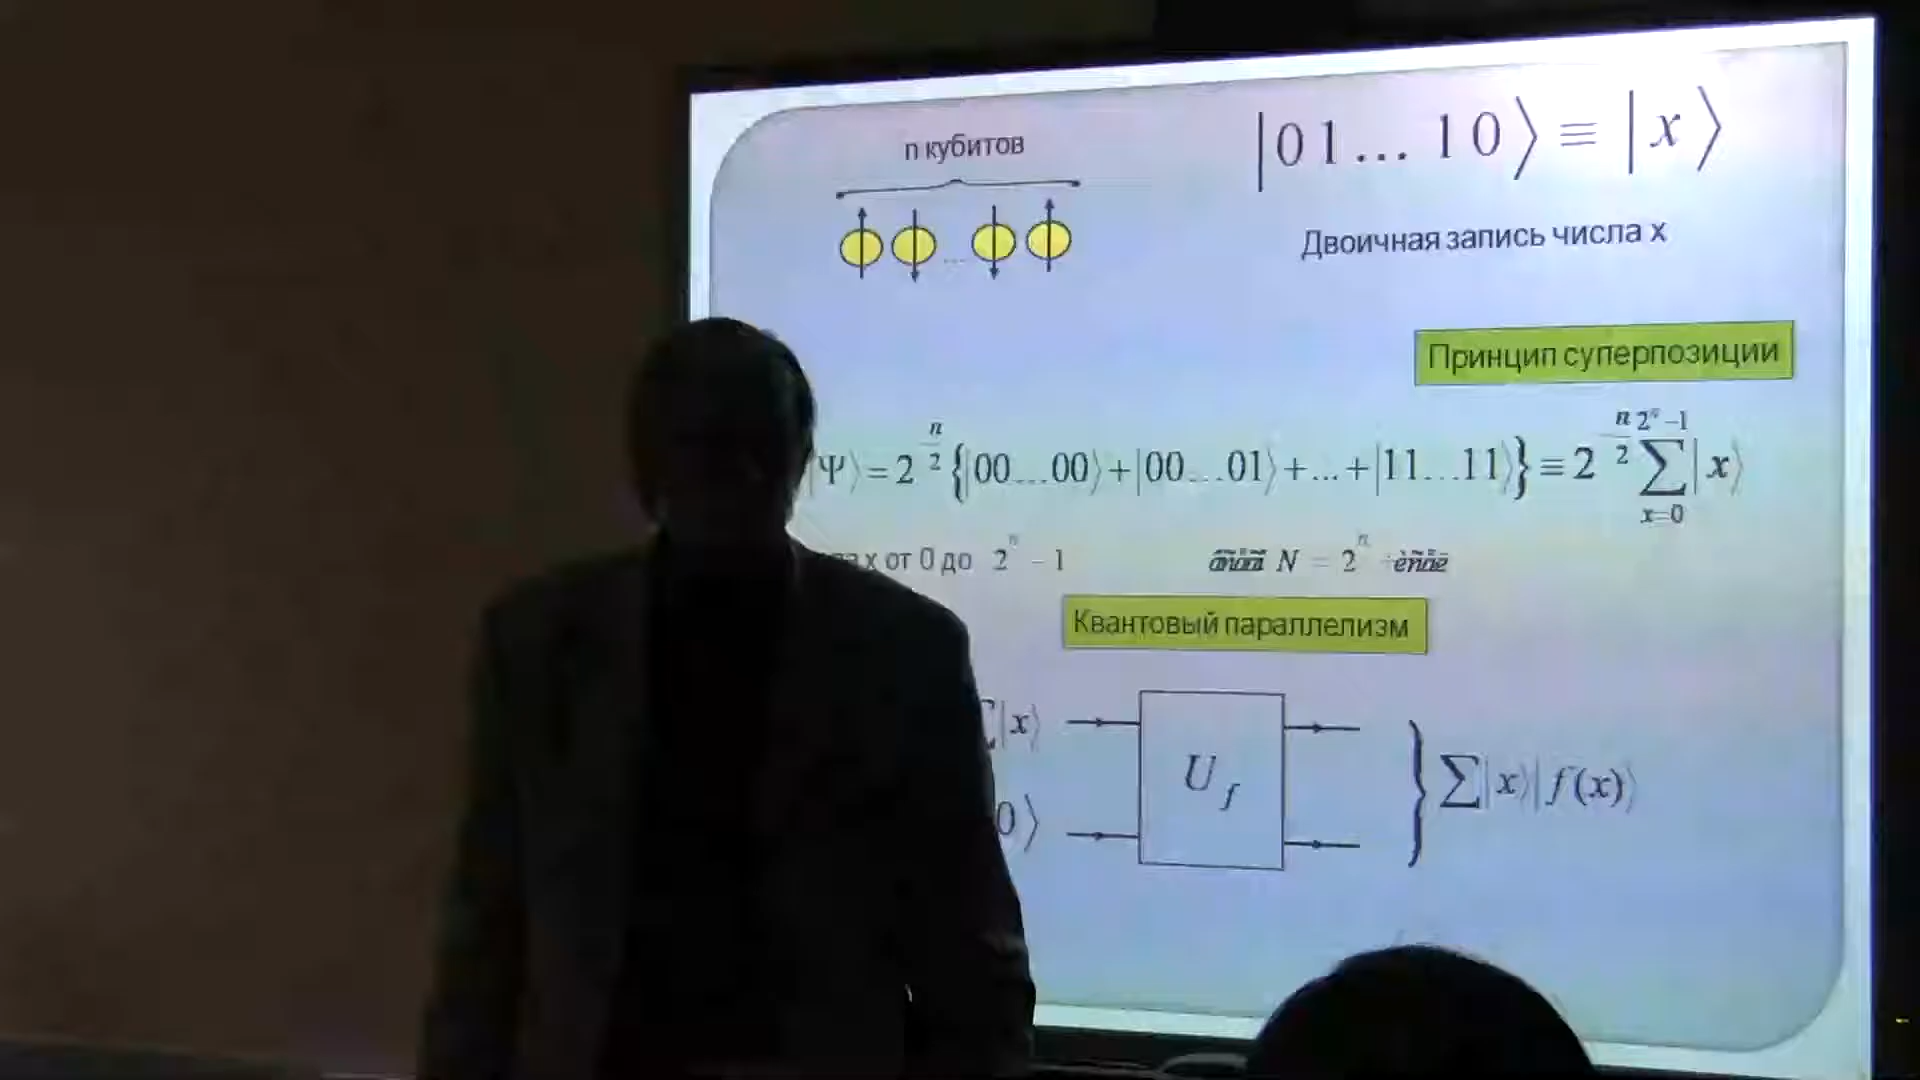 n кубитов
|01...10⟩≡|x⟩
...
Двоичная запись числа x
Принцип суперпозиции
|Ψ⟩=2^{-n/2}{|00...00⟩+|00...01⟩+...+|11...11⟩}≡2^{-n/2}∑_{x=0}^{2^n-1}|x⟩
x от 0 до 2^n – 1
N = 2^n
Квантовый параллелизм
∑|x⟩
U_f
∑|x⟩|f(x)⟩
0⟩